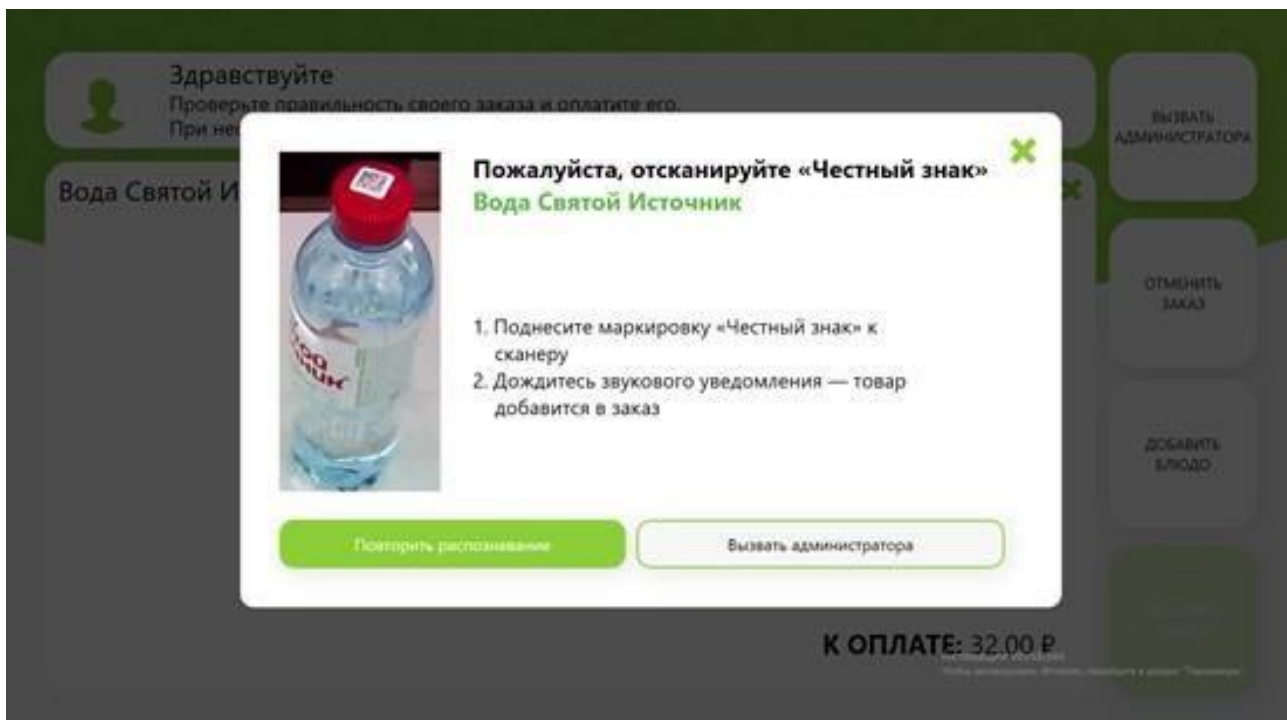 Здравствуйте
Проверьте правильность своего заказа и оплатите его.
При
ВЫЗВАТЬ
АДМИНИСТРАТОРА
Пожалуйста, отсканируйте «Честный знак»
Вода Святой Источник
Вода Святой
ОТМЕНИТЬ
ЗАКАЗ
1. Поднесите маркировку «Честный знак» к
сканеру
2. Дождитесь звукового уведомления — товар
добавится в заказ
ДОБАВИТЬ
БЛЮДО
Повторить распознавание
Вызвать администратора
К ОПЛАТЕ: 32.00 ₽